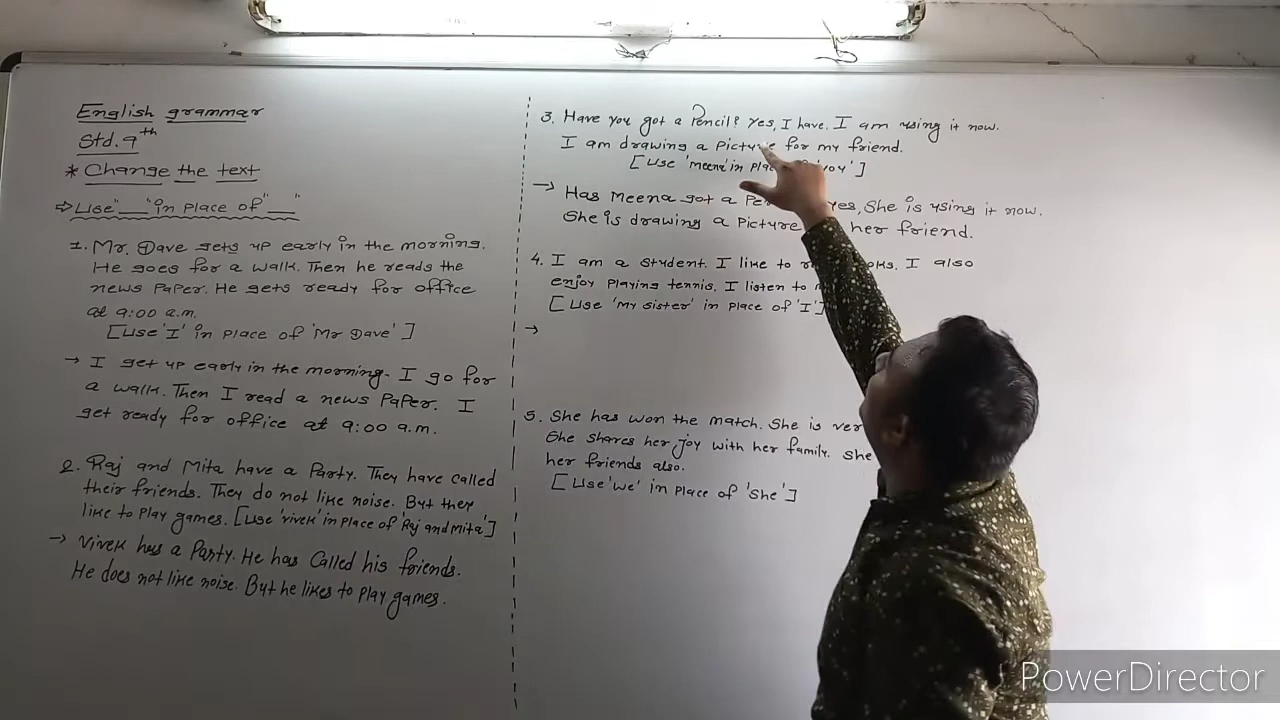 English grammar
Std. 9th
* Change the text
⇒ Use "___" in place of "___"
1. Mr. Dave gets up early in the morning.
He goes for a walk. Then he reads the
news paper. He gets ready for office
at 9:00 a.m.
[Use 'I' in place of 'Mr Dave']
→ I get up early in the morning. I go for
a walk. Then I read a news paper. I
get ready for office at 9:00 a.m.
2. Raj and Mita have a party. They have called
their friends. They do not like noise. But they
like to play games. [Use 'vivek' in place of 'Raj and Mita']
→ Vivek has a party. He has called his friends.
He does not like noise. But he likes to play games.
3. Have you got a pencil? Yes, I have. I am using it now.
I am drawing a picture for my friend.
[Use 'meena' in
→ Has Meena got a yes, She is using it now.
She is drawing a picture her friend.
4. I am a student. I like to I also
enjoy playing tennis. I listen to
[Use 'My sister' in place of 'I']
→
5. She has won the match. She is
She shares her joy with her family. She
her friends also.
[Use 'we' in place of 'she']
PowerDirector